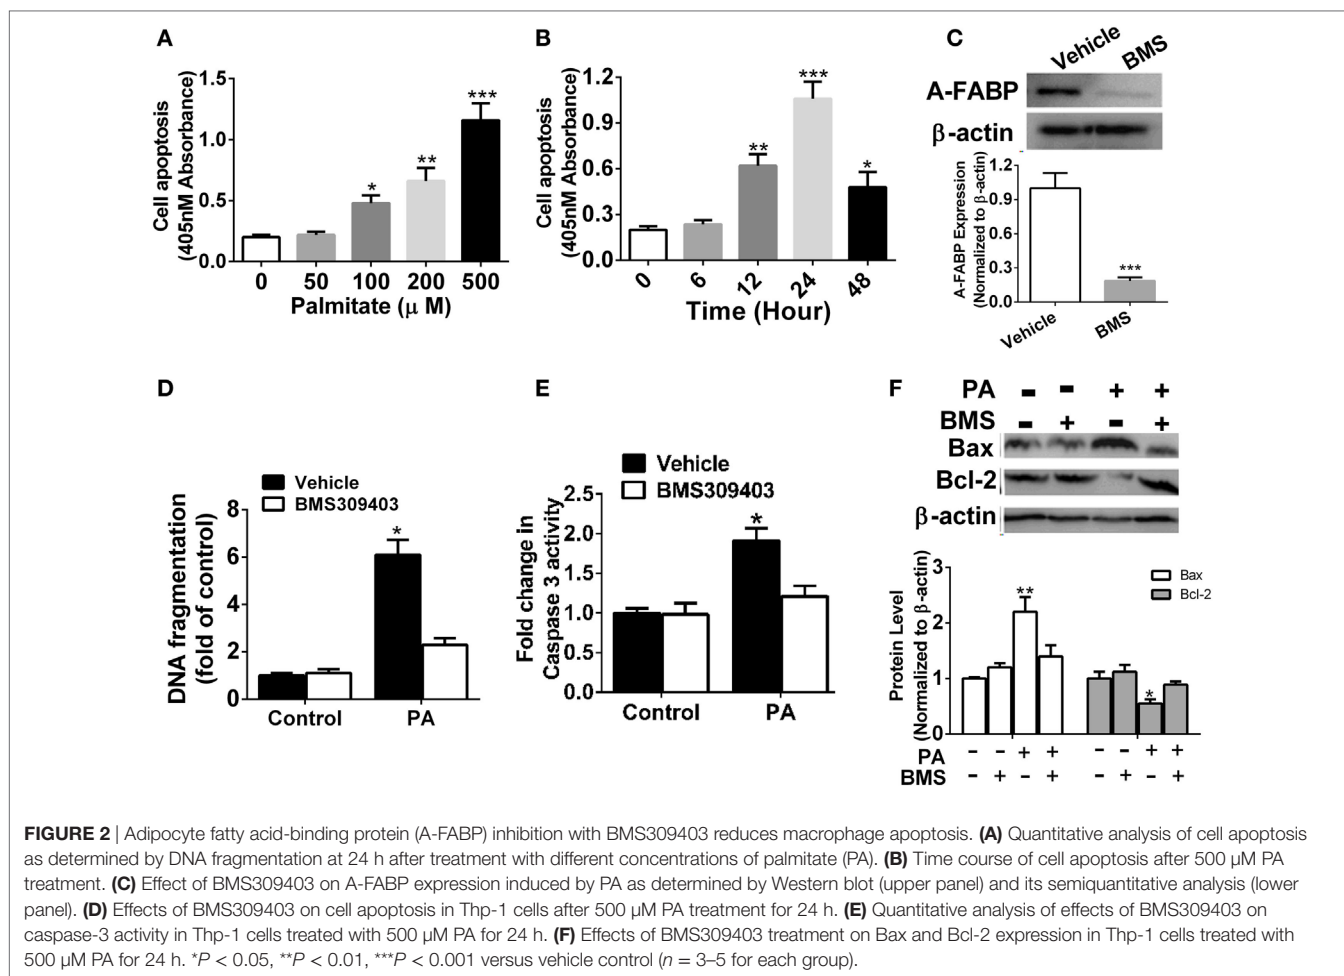 A
Cell apoptosis
(405nM Absorbance)
1.5
1.0
0.5
0.0
*
**
***
0 50 100 200 500
Palmitate (μ M)
B
Cell apoptosis
(405nM Absorbance)
1.2
0.9
0.6
0.3
0.0
**
***
*
0 6 12 24 48
Time (Hour)
C
Vehicle BMS
A-FABP
β-actin
A-FABP Expression
(Normalized to β-actin)
1.2
0.9
0.6
0.3
0.0
***
Vehicle BMS
D
Vehicle
BMS309403
DNA fragmentation
(fold of control)
8
6
4
2
0
*
Control PA
E
Vehicle
BMS309403
Fold change in
Caspase 3 activity
2.5
2.0
1.5
1.0
0.5
0.0
*
Control PA
F
PA - - + +
BMS - + - +
Bax
Bcl-2
β-actin
Protein Level
(Normalized to β-actin)
3
2
1
0
Bax
Bcl-2
**
*
PA - - + + - - + +
BMS - + - + - + - +
FIGURE 2 | Adipocyte fatty acid-binding protein (A-FABP) inhibition with BMS309403 reduces macrophage apoptosis. (A) Quantitative analysis of cell apoptosis
as determined by DNA fragmentation at 24 h after treatment with different concentrations of palmitate (PA). (B) Time course of cell apoptosis after 500 μM PA
treatment. (C) Effect of BMS309403 on A-FABP expression induced by PA as determined by Western blot (upper panel) and its semiquantitative analysis (lower
panel). (D) Effects of BMS309403 on cell apoptosis in Thp-1 cells after 500 μM PA treatment for 24 h. (E) Quantitative analysis of effects of BMS309403 on
caspase-3 activity in Thp-1 cells treated with 500 μM PA for 24 h. (F) Effects of BMS309403 treatment on Bax and Bcl-2 expression in Thp-1 cells treated with
500 μM PA for 24 h. *P < 0.05, **P < 0.01, ***P < 0.001 versus vehicle control (n = 3–5 for each group).